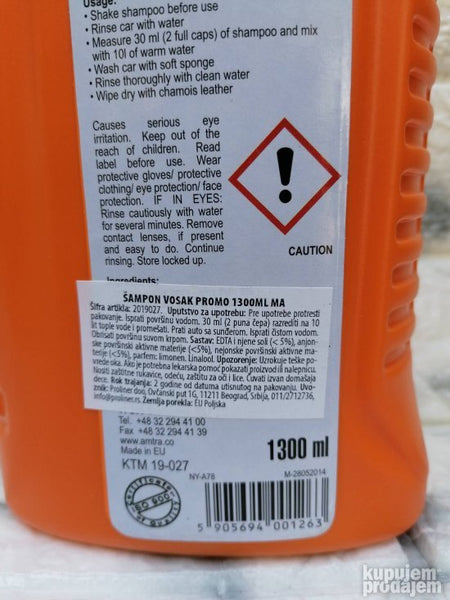 Usage:
• Shake shampoo before use
• Rinse car with water
• Measure 30 ml (2 full caps) of shampoo and mix
with 10l of warm water
• Wash car with soft sponge
• Rinse thoroughly with clean water
• Wipe dry with chamois leather
Causes serious eye
irritation. Keep out of the
reach of children. Read
label before use. Wear
protective gloves/ protective
clothing/ eye protection/ face
protection. IF IN EYES:
Rinse cautiously with water
for several minutes. Remove
contact lenses, if present
and easy to do. Continue
rinsing. Store locked up.
CAUTION
Ingredients:
ŠAMPON VOSAK PROMO 1300ML MA
Šifra artikla: 2019027. Uputstvo za upotrebu: Pre upotrebe protresti
pakovanje. Isprati površinu vodom. 30 ml (2 puna čepa) razrediti na 10
lit tople vode i promešati. Prati auto sa sunđerom. Isprati čistom vodom.
Obrisati površinu suvom krpom. Sastav: EDTA i njene soli (< 5%), anjon-
ske površinski aktivne materije (<5%), nejonske površinski aktivne mate-
rije (<5%), parfem; limonen, Linalool. Upozorenje: Uzrokuje teške po-
vrede oka. Ako je potrebna medicinska pomoć pokazati proizvod ili nalepnicu.
Nositi zaštitne rukavice, odeću, zaštitu za oči i lice. Čuvati izvan domašaja
dece. Rok trajanja: 2 godine od datuma utisnutog na pakovanju. Uvo-
znik: Proliner doo, Ovčanski put 1G, 11211 Beograd, Srbija, 011/2712736,
info@proliner.rs. Zemlja porekla: EU Poljska
Tel. +48 32 294 41 00
Fax +48 32 294 41 39
www.amtra.co
Made in EU
1300 ml
KTM 19-027
NY-A78
M-28052014
ISO 9001
5 905694 001263
kupujem
prodajem